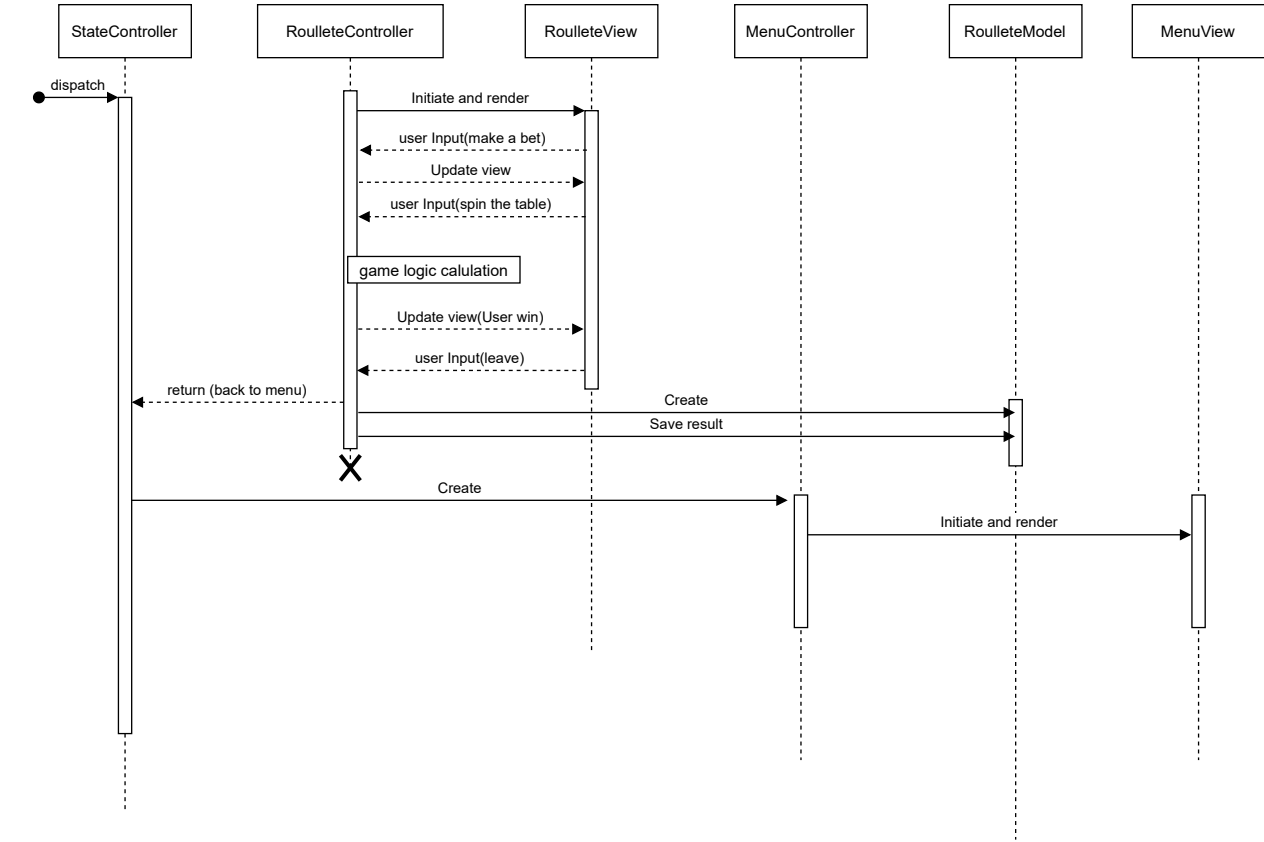 StateController
RoulleteController
RoulleteView
MenuController
RoulleteModel
MenuView
dispatch
Initiate and render
user Input(make a bet)
Update view
user Input(spin the table)
game logic calulation
Update view(User win)
user Input(leave)
return (back to menu)
Create
Save result
Create
Initiate and render